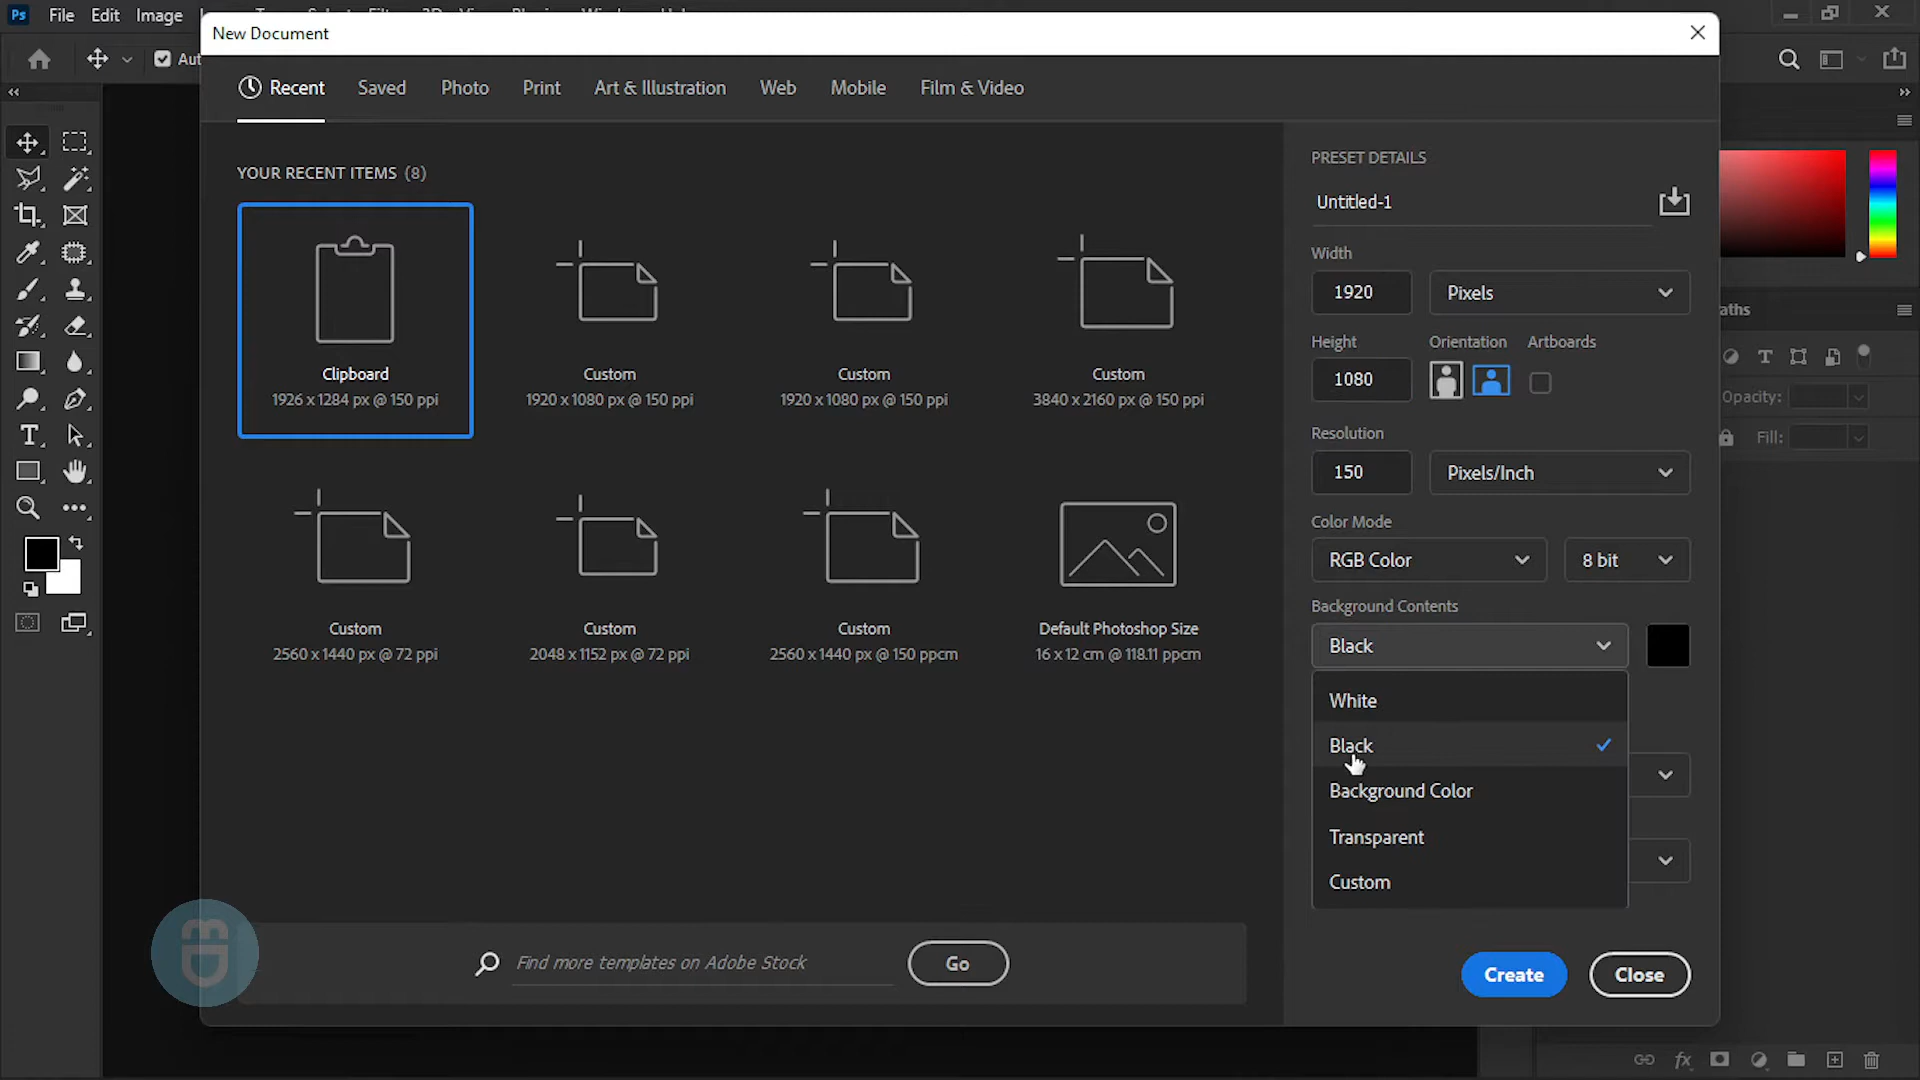 Ps File Edit Image
New Document
Aut
Recent Saved Photo Print Art & Illustration Web Mobile Film & Video
YOUR RECENT ITEMS (8)
Clipboard
1926 x 1284 px @ 150 ppi
Custom
1920 x 1080 px @ 150 ppi
Custom
1920 x 1080 px @ 150 ppi
Custom
3840 x 2160 px @ 150 ppi
Custom
2560 x 1440 px @ 72 ppi
Custom
2048 x 1152 px @ 72 ppi
Custom
2560 x 1440 px @ 150 ppcm
Default Photoshop Size
16 x 12 cm @ 118.11 ppcm
Find more templates on Adobe Stock
Go
PRESET DETAILS
Untitled-1
Width
1920 Pixels
Height Orientation Artboards
1080
Resolution
150 Pixels/Inch
Color Mode
RGB Color 8 bit
Background Contents
Black
White
Black
Background Color
Transparent
Custom
Create Close
aths
Opacity:
Fill:
fx